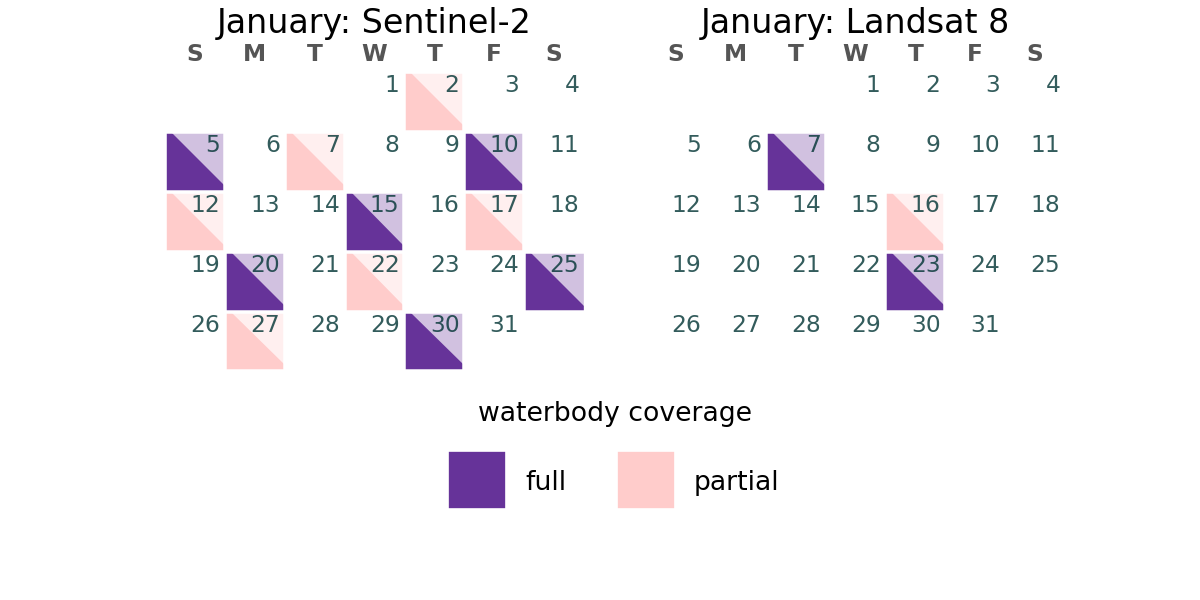 January: Sentinel-2
S M T W T F S
1 2 3 4
5 6 7 8 9 10 11
12 13 14 15 16 17 18
19 20 21 22 23 24 25
26 27 28 29 30 31
January: Landsat 8
S M T W T F S
1 2 3 4
5 6 7 8 9 10 11
12 13 14 15 16 17 18
19 20 21 22 23 24 25
26 27 28 29 30 31
waterbody coverage
full
partial